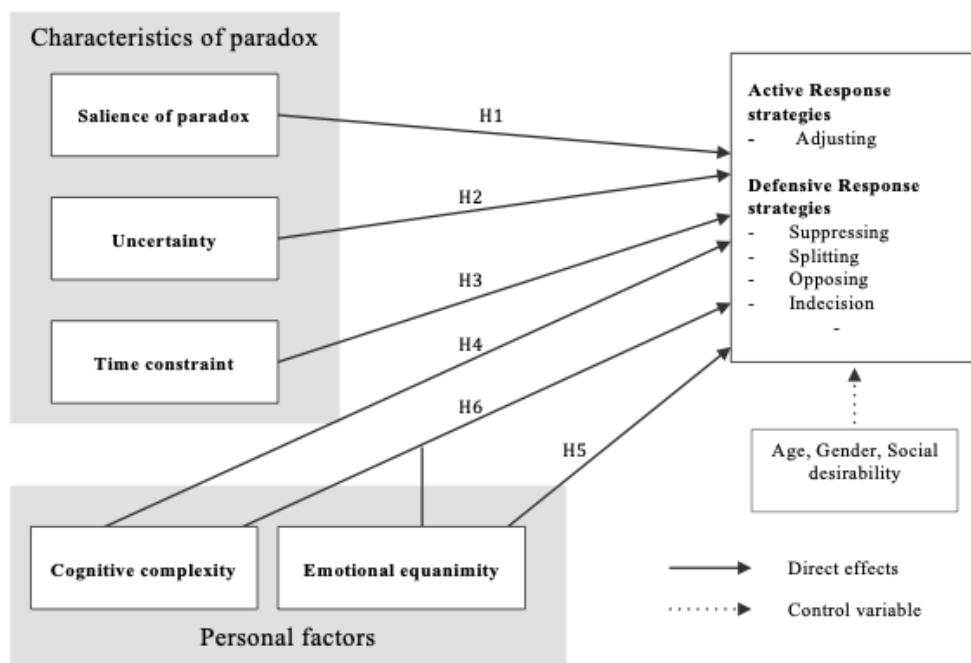 Characteristics of paradox
Salience of paradox
Uncertainty
Time constraint
H1
H2
H3
H4
H6
H5
Active Response
strategies
- Adjusting
Defensive Response
strategies
- Suppressing
- Splitting
- Opposing
- Indecision
-
Age, Gender, Social
desirability
Cognitive complexity
Emotional equanimity
Personal factors
Direct effects
Control variable